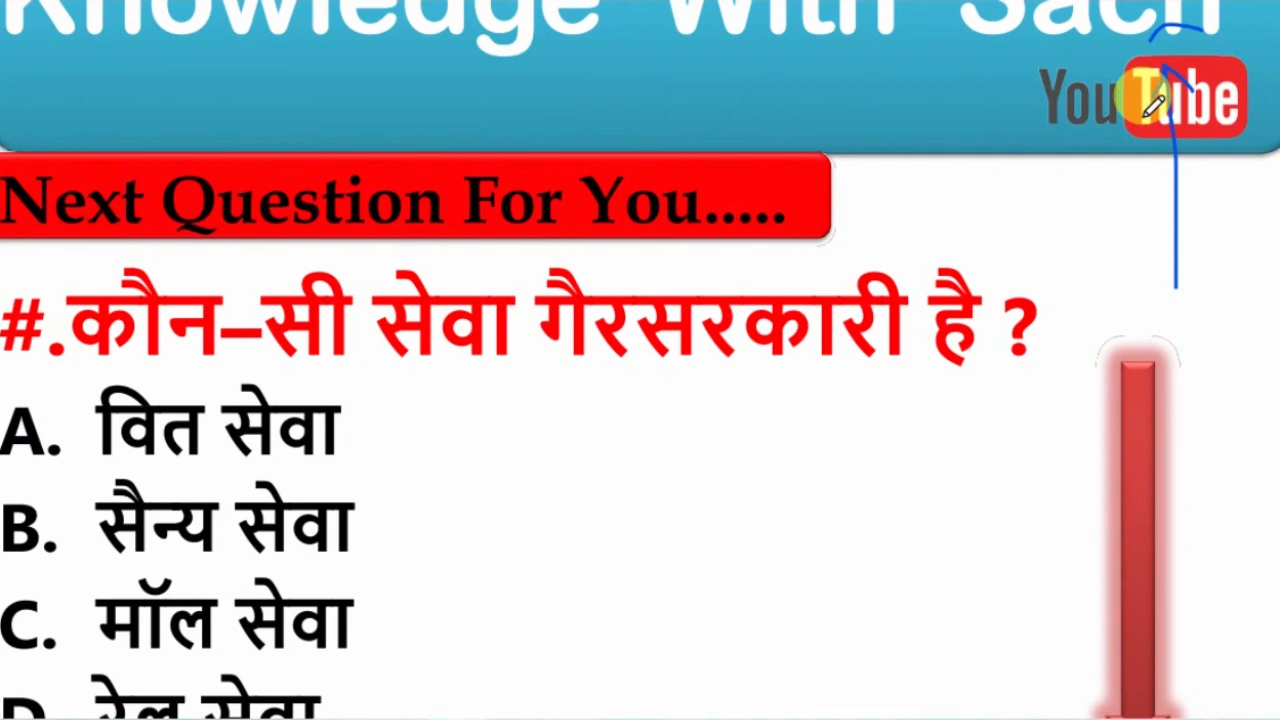 Knowledge With Sach
YouTube
Next Question For You.....
#.कौन–सी सेवा गैरसरकारी है ?
A. वित सेवा
B. सैन्य सेवा
C. मॉल सेवा
D. रेल सेवा